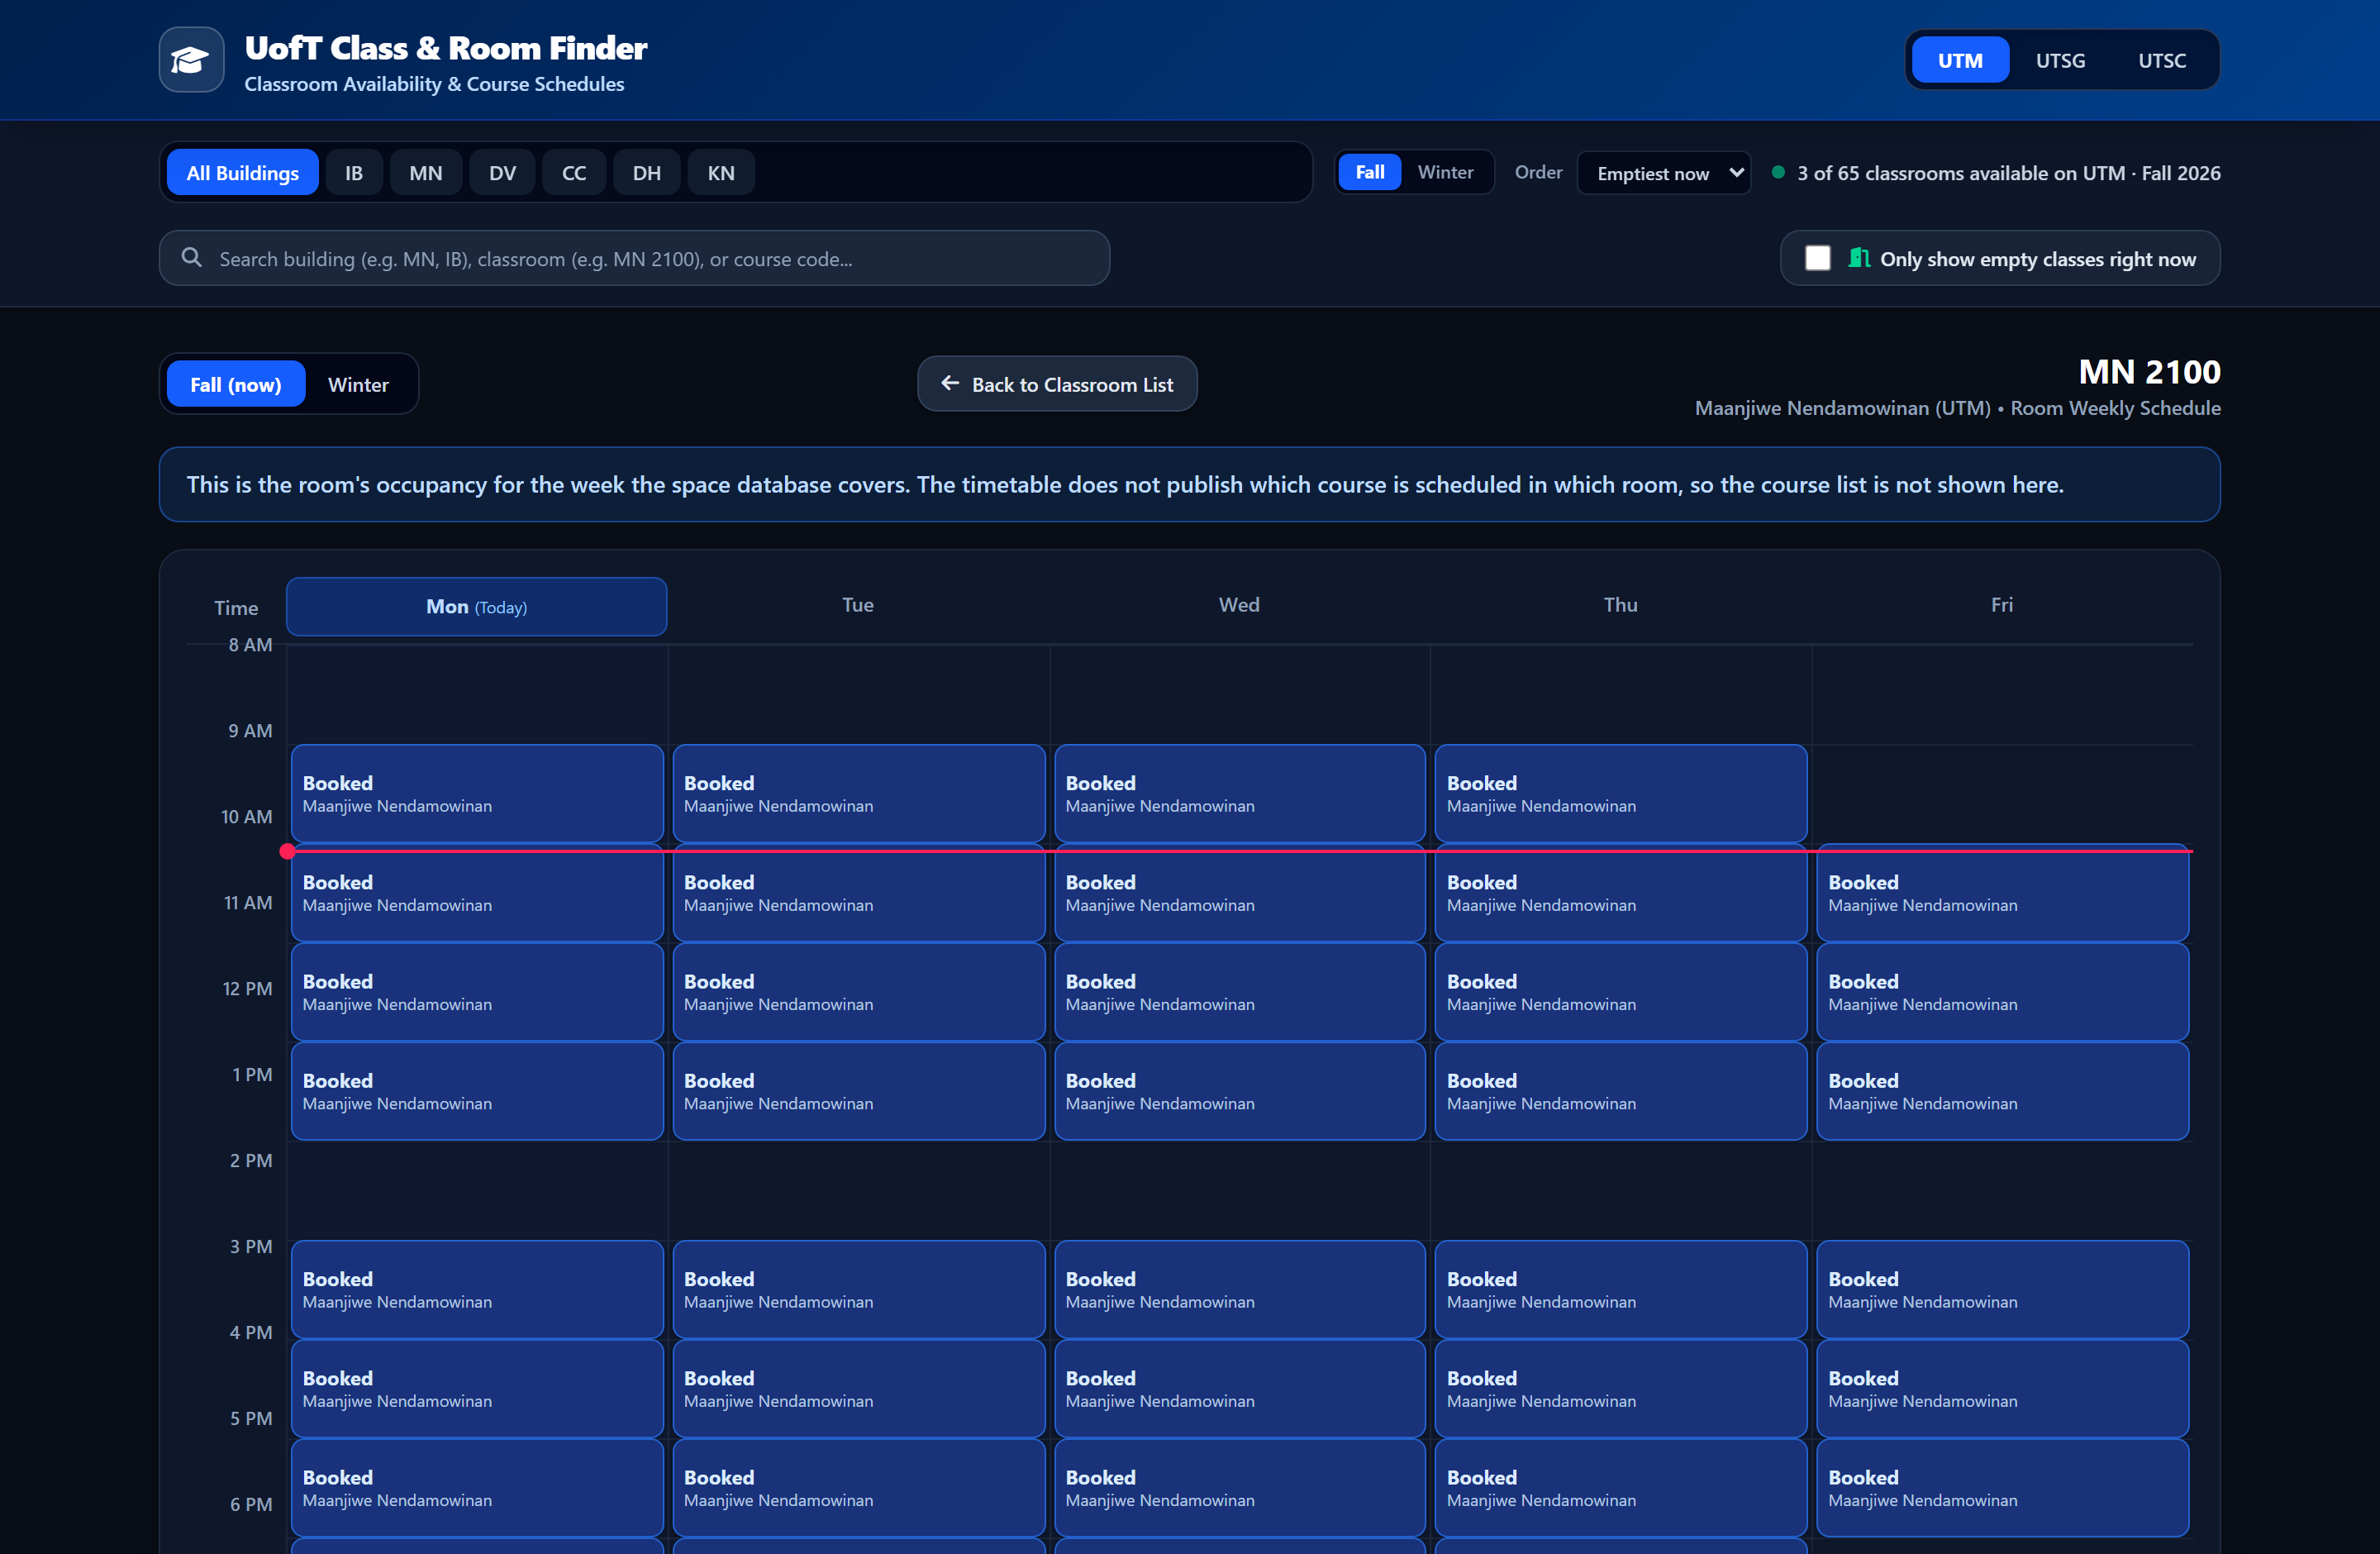 UofT Class & Room Finder
Classroom Availability & Course Schedules
UTM UTSG UTSC
All Buildings IB MN DV CC DH KN
Fall Winter Order Emptiest now 3 of 65 classrooms available on UTM · Fall 2026
Search building (e.g. MN, IB), classroom (e.g. MN 2100), or course code...
Only show empty classes right now
Fall (now) Winter
← Back to Classroom List
MN 2100
Maanjiwe Nendamowinan (UTM) • Room Weekly Schedule
This is the room's occupancy for the week the space database covers. The timetable does not publish which course is scheduled in which room, so the course list is not shown here.
Time Mon (Today) Tue Wed Thu Fri
8 AM
9 AM
Booked Booked Booked Booked
Maanjiwe Nendamowinan Maanjiwe Nendamowinan Maanjiwe Nendamowinan Maanjiwe Nendamowinan
10 AM
Booked Booked Booked Booked Booked
11 AM Maanjiwe Nendamowinan Maanjiwe Nendamowinan Maanjiwe Nendamowinan Maanjiwe Nendamowinan Maanjiwe Nendamowinan
Booked Booked Booked Booked Booked
12 PM Maanjiwe Nendamowinan Maanjiwe Nendamowinan Maanjiwe Nendamowinan Maanjiwe Nendamowinan Maanjiwe Nendamowinan
1 PM Booked Booked Booked Booked Booked
Maanjiwe Nendamowinan Maanjiwe Nendamowinan Maanjiwe Nendamowinan Maanjiwe Nendamowinan Maanjiwe Nendamowinan
2 PM
3 PM
Booked Booked Booked Booked Booked
Maanjiwe Nendamowinan Maanjiwe Nendamowinan Maanjiwe Nendamowinan Maanjiwe Nendamowinan Maanjiwe Nendamowinan
4 PM
Booked Booked Booked Booked Booked
Maanjiwe Nendamowinan Maanjiwe Nendamowinan Maanjiwe Nendamowinan Maanjiwe Nendamowinan Maanjiwe Nendamowinan
5 PM
Booked Booked Booked Booked Booked
6 PM Maanjiwe Nendamowinan Maanjiwe Nendamowinan Maanjiwe Nendamowinan Maanjiwe Nendamowinan Maanjiwe Nendamowinan